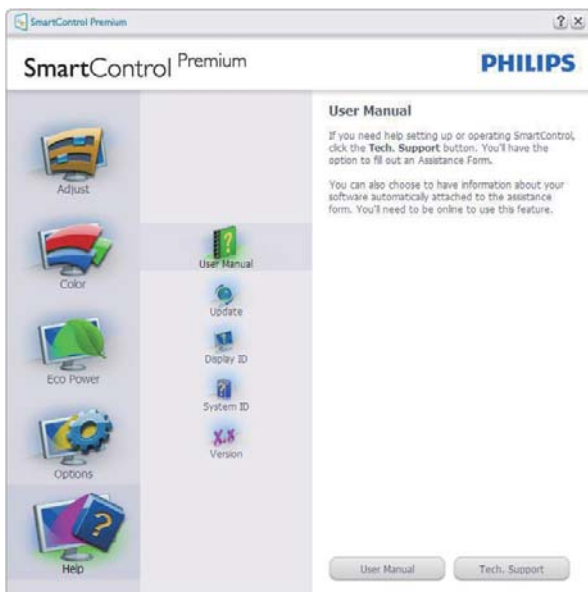 SmartControl Premium
SmartControl Premium
PHILIPS
Adjust
Color
Eco Power
Options
Help
User Manual
Update
Display ID
System ID
X.X
Version
User Manual
If you need help setting up or operating SmartControl,
click the Tech. Support button. You'll have the
option to fill out an Assistance Form.
You can also choose to have information about your
software automatically attached to the assistance
form. You'll need to be online to use this feature.
User Manual
Tech. Support